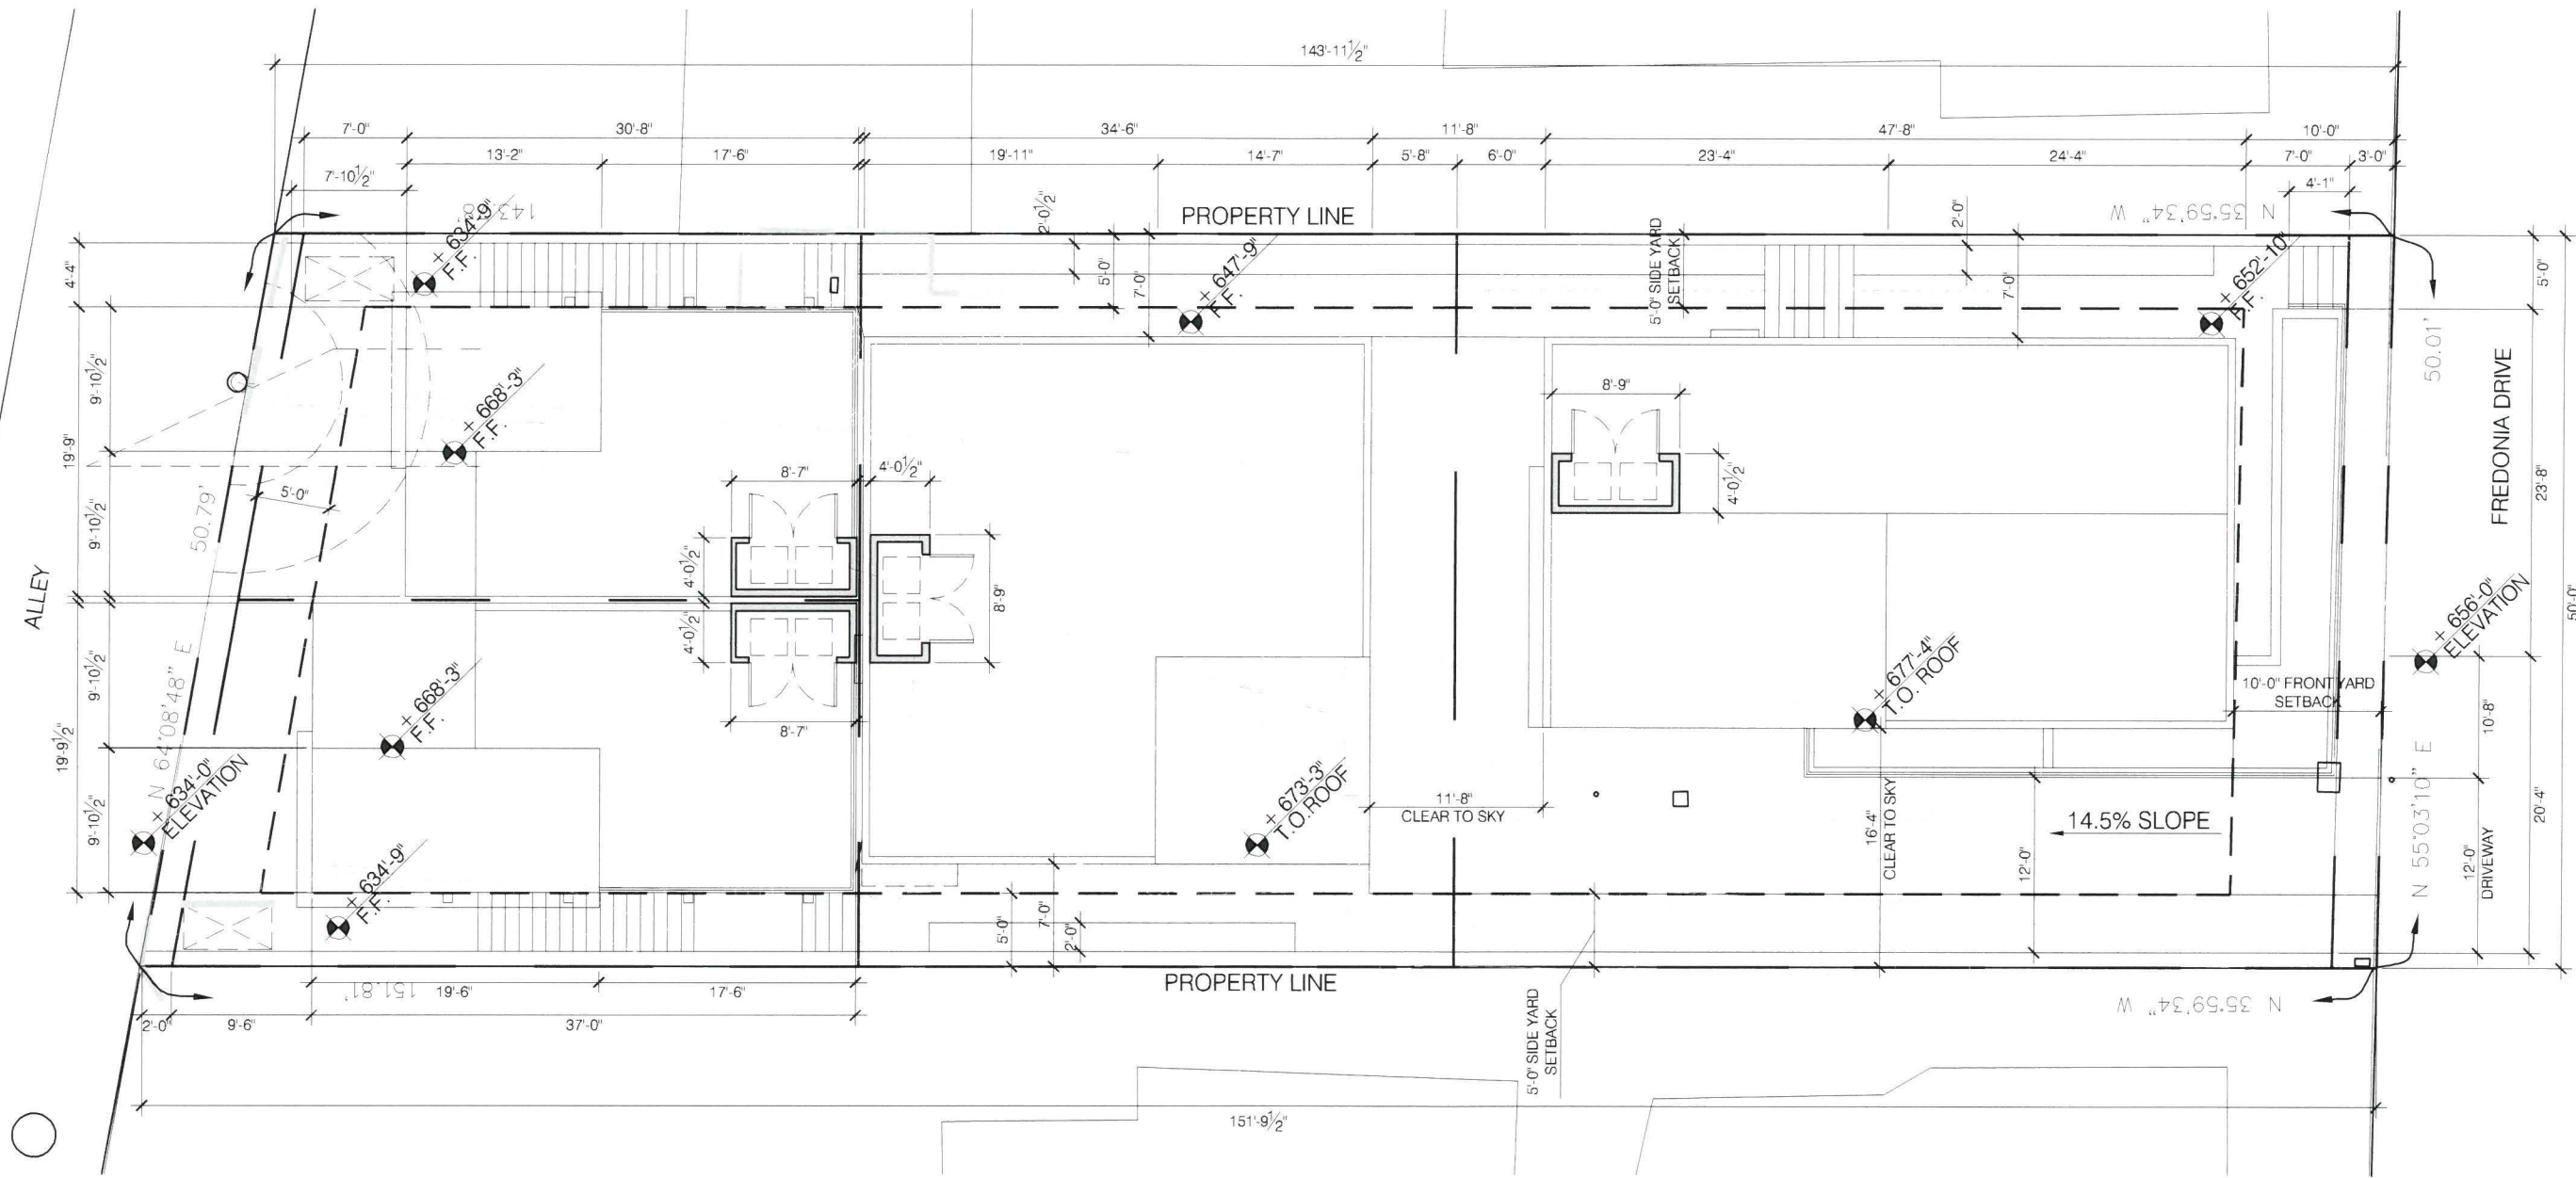 143'-11½"
7'-0"
30'-8"
34'-6"
11'-8"
47'-8"
10'-0"
13'-2"
17'-6"
19'-11"
14'-7"
5'-8"
6'-0"
23'-4"
24'-4"
7'-0"
3'-0"
7'-10½"
4'-1"
143.98'
PROPERTY LINE
N 35°59'34" W
2'-0½"
5'-0"
7'-0"
5'-0" SIDE YARD
SETBACK
2'-0"
7'-0"
+ 634'-9"
F.F.
+ 647'-9"
F.F.
+ 652'-10"
F.F.
4'-4"
9'-10½"
19'-9"
9'-10½"
9'-10½"
19'-9½"
9'-10½"
ALLEY
50.79'
N 64°08'48" E
5'-0"
+ 668'-3"
F.F.
8'-7"
4'-0½"
4'-0½"
4'-0½"
8'-9"
8'-7"
8'-9"
4'-0½"
+ 668'-3"
F.F.
+ 634'-0"
ELEVATION
+ 634'-9"
F.F.
+ 673'-3"
T.O.ROOF
11'-8"
CLEAR TO SKY
+ 677'-4"
T.O. ROOF
16'-4"
CLEAR TO SKY
14.5% SLOPE
12'-0"
10'-0" FRONT YARD
SETBACK
50.01'
FREDONIA DRIVE
+ 656'-0"
ELEVATION
N 55°03'10" E
5'-0"
23'-8"
10'-8"
20'-4"
12'-0"
DRIVEWAY
50'-0"
5'-0"
7'-0"
2'-0"
PROPERTY LINE
151.81'
19'-6"
17'-6"
2'-0"
9'-6"
37'-0"
5'-0" SIDE YARD
SETBACK
N 35°59'34" W
151'-9½"